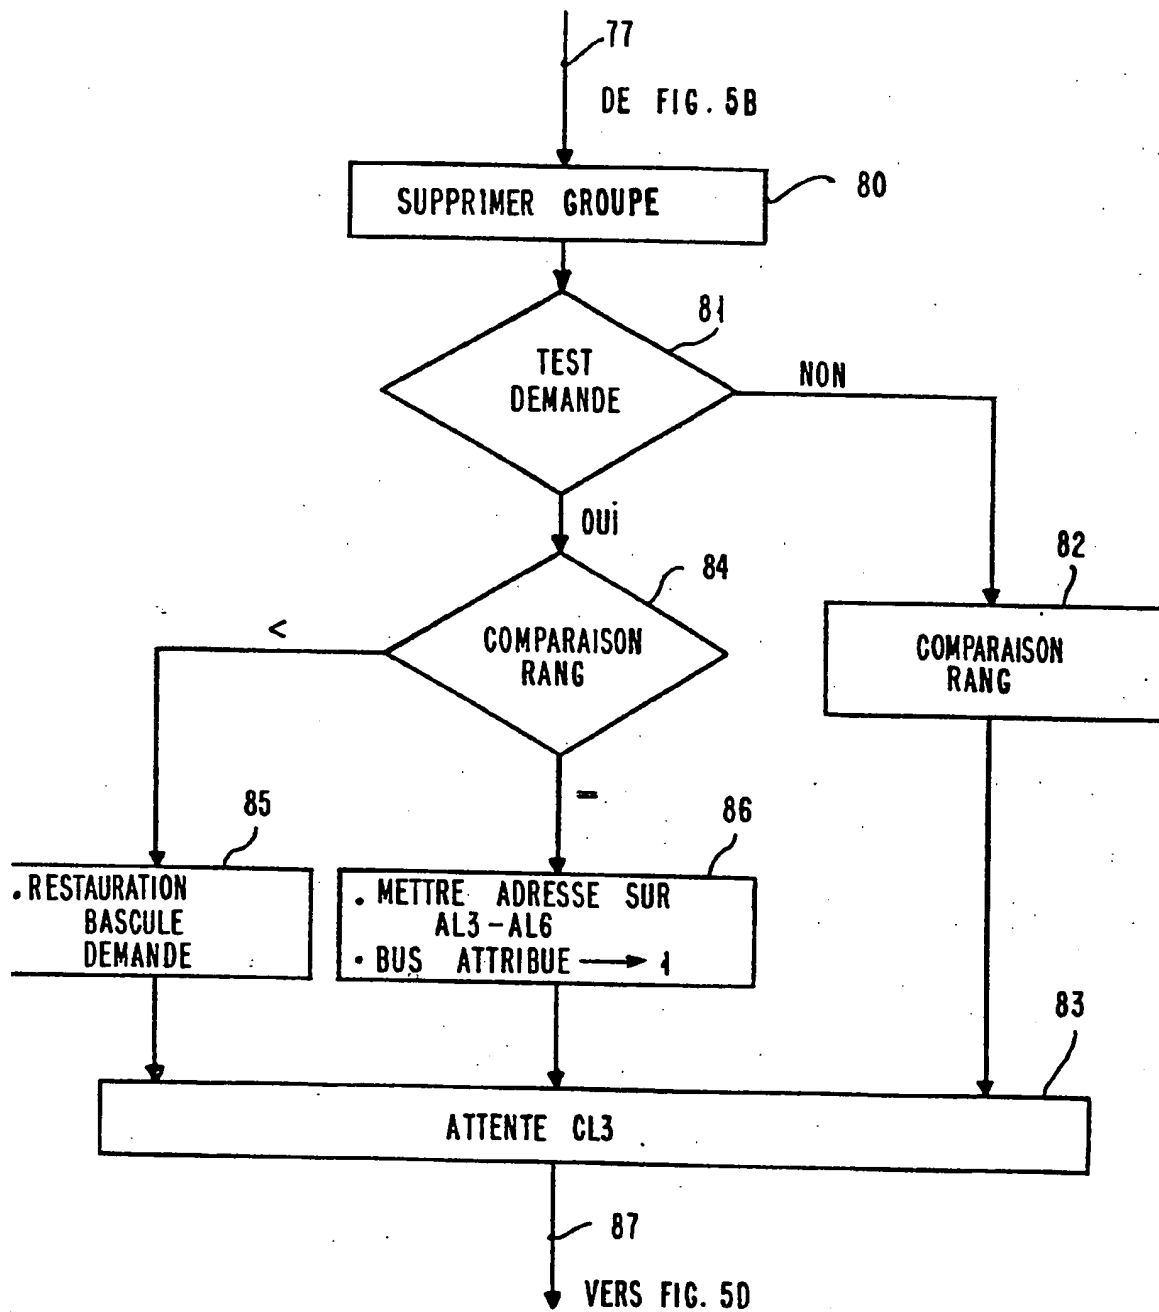 77
DE FIG. 5B
SUPPRIMER GROUPE
80
81
TEST
DEMANDE
NON
OUi
84
82
<
COMPARAISON
RANG
COMPARAISON
RANG
=
85
86
. RESTAURATION
BASCULE
DEMANDE
. METTRE ADRESSE SUR
AL3-AL6
. BUS ATTRIBUE → 1
83
ATTENTE CL3
87
VERS FIG. 5D